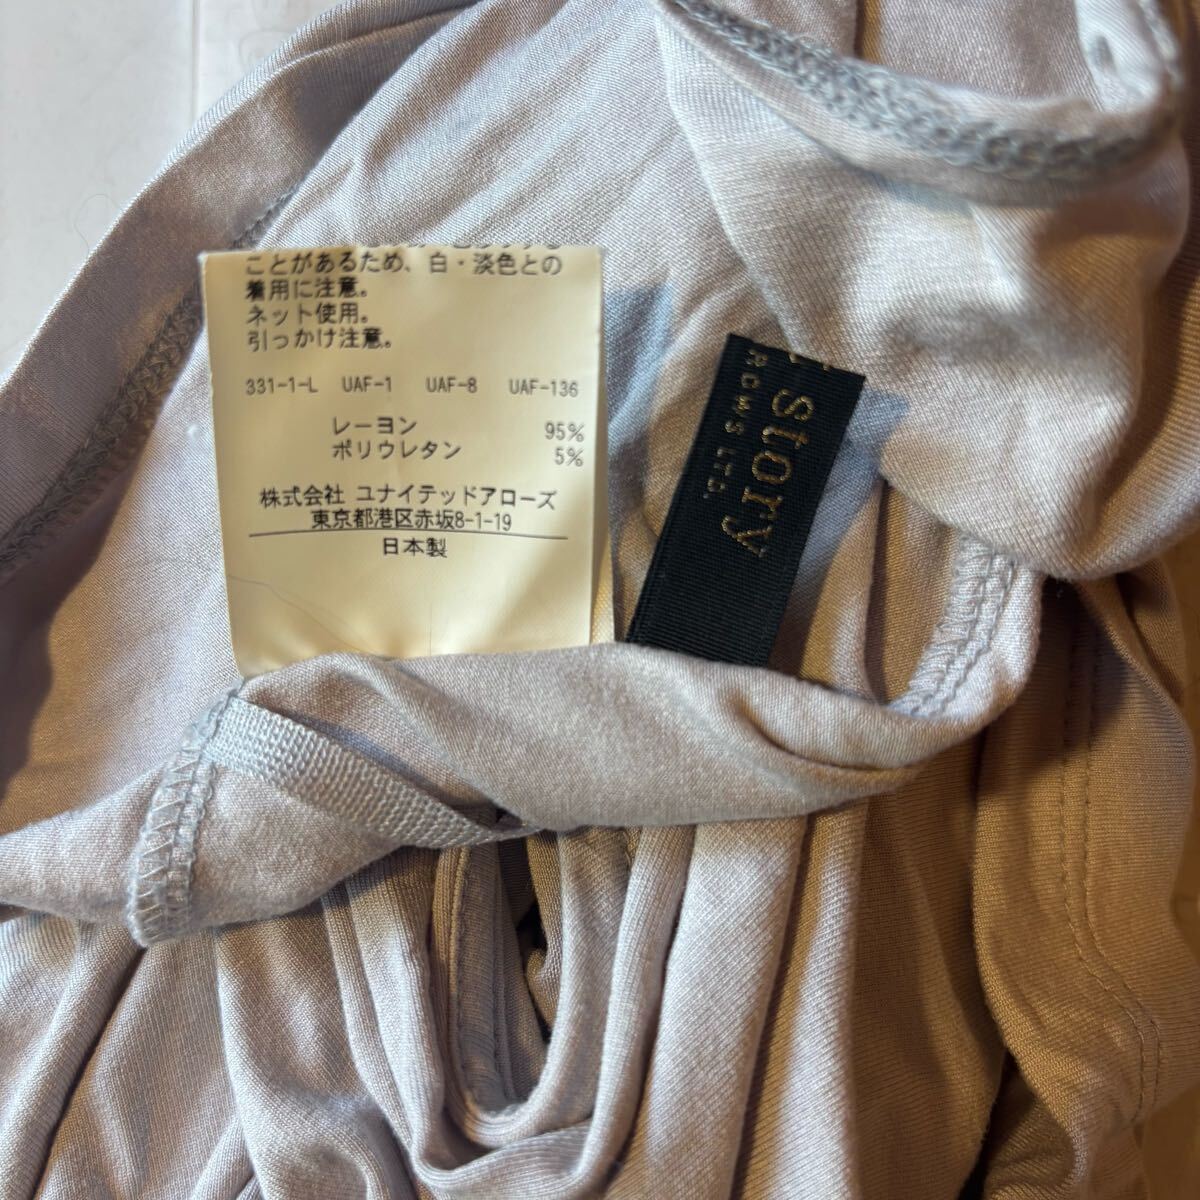 ことがあるため、白・淡色との
着用に注意。
ネット使用。
引っかけ注意。
331-1-L UAF-1 UAF-8 UAF-136
レーヨン 95%
ポリウレタン 5%
株式会社 ユナイテッドアローズ
東京都港区赤坂8-1-19
日本製
story
ROWS LTD.